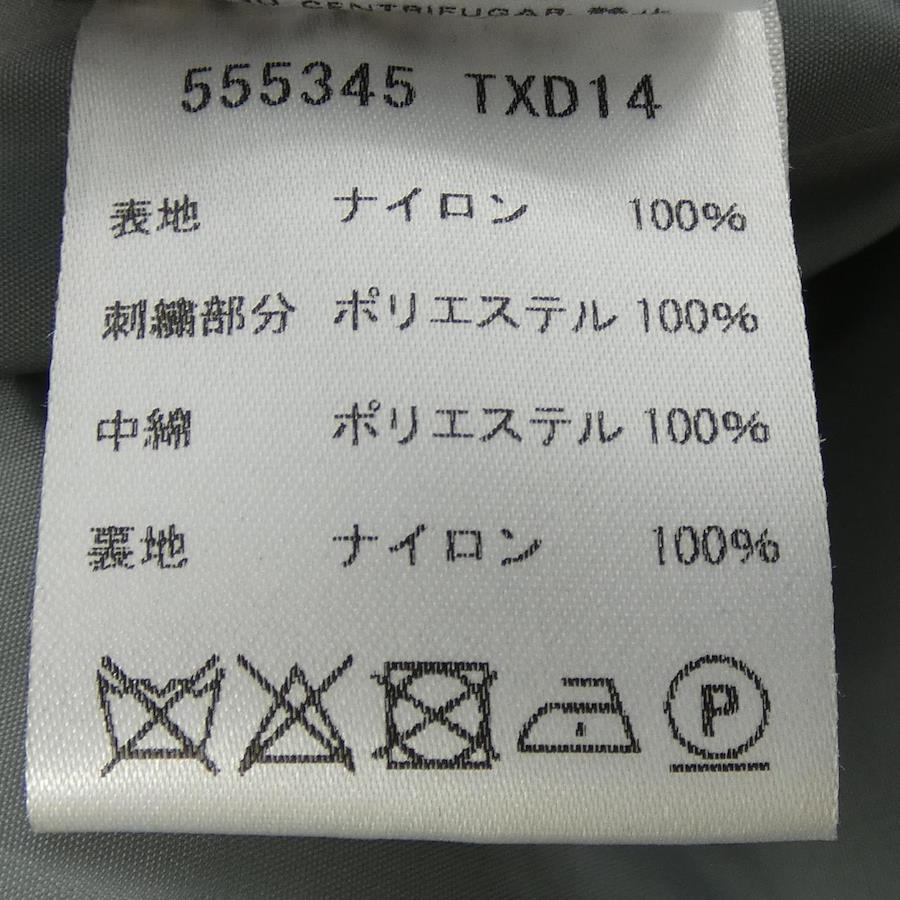 CENTRIFUGAR
555345 TXD14
表地 ナイロン 100%
刺繍部分 ポリエステル 100%
中綿 ポリエステル 100%
裏地 ナイロン 100%
P